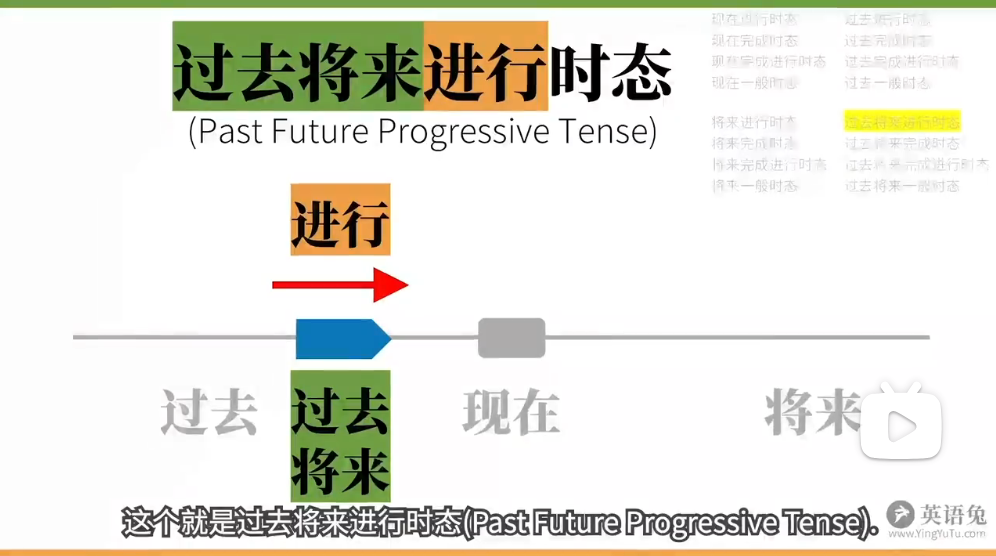 过去将来进行时态
(Past Future Progressive Tense)
现在进行时态 过去进行时态
现在完成时态 过去完成时态
现在完成进行时态 过去完成进行时态
现在一般时态 过去一般时态
将来进行时态 过去将来进行时态
将来完成时态 过去将来完成时态
将来完成进行时态 过去将来完成进行时态
将来一般时态 过去将来一般时态
进行
过去 过去 现在 将来
将来
这个就是过去将来进行时态(Past Future Progressive Tense).
英语兔
www.YingYuTu.com